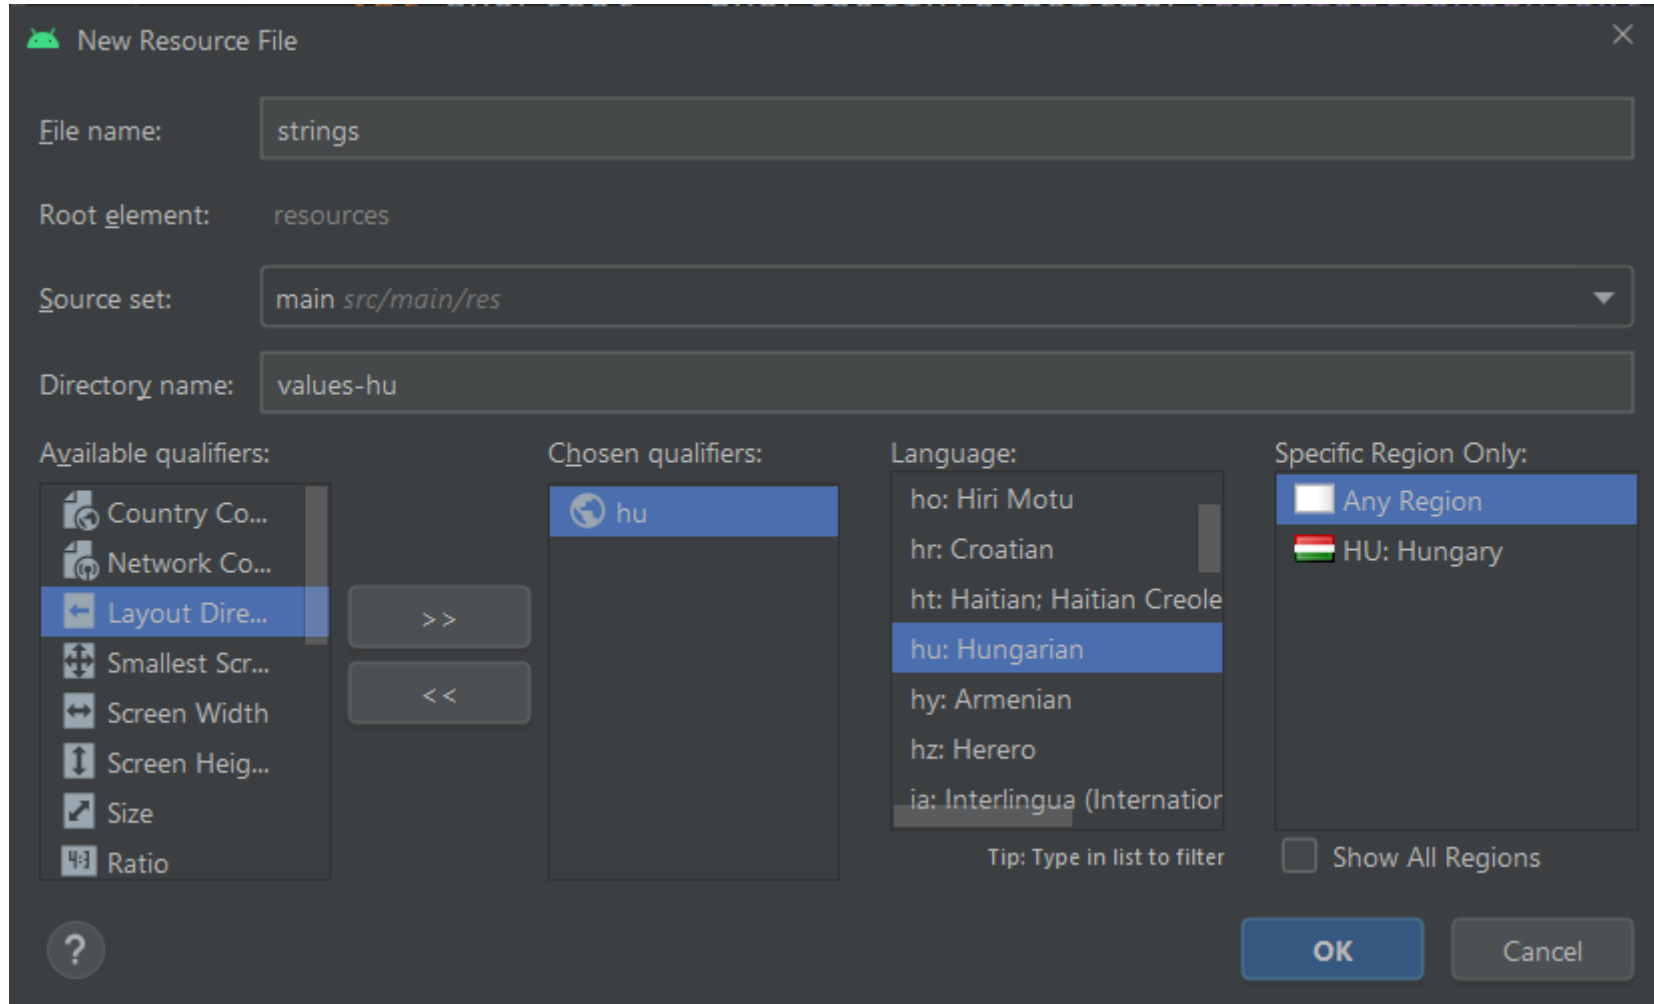 New Resource File
File name: strings
Root element: resources
Source set: main src/main/res
Directory name: values-hu
Available qualifiers:
Country Co...
Network Co...
Layout Dire...
Smallest Scr...
Screen Width
Screen Heig...
Size
4:3 Ratio
>>
<<
Chosen qualifiers:
hu
Language:
ho: Hiri Motu
hr: Croatian
ht: Haitian; Haitian Creole
hu: Hungarian
hy: Armenian
hz: Herero
ia: Interlingua (Internation
Tip: Type in list to filter
Specific Region Only:
Any Region
HU: Hungary
Show All Regions
?
OK
Cancel